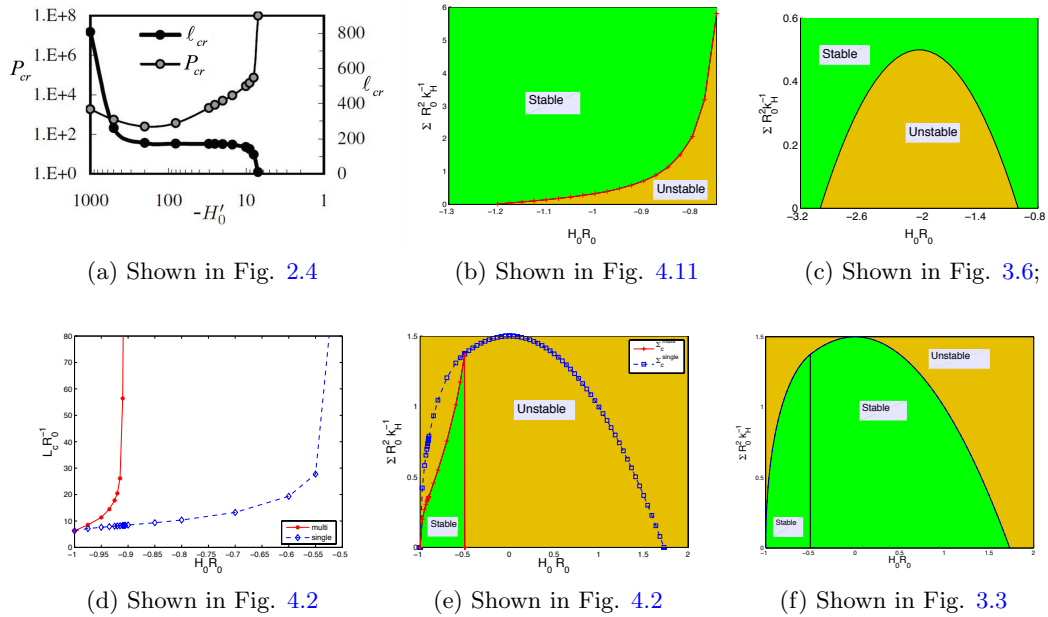 1.E+8
1.E+6
1.E+4
1.E+2
1.E+0
P_cr
ℓ_cr
P_cr
800
600
400
200
0
ℓ_cr
1000
100
10
1
-H'_0
(a) Shown in Fig. 2.4
6
5
4
3
2
1
0
Σ R_0^2 k_H^-1
Stable
Unstable
−1.3
−1.2
−1.1
−1
−0.9
−0.8
H_0R_0
(b) Shown in Fig. 4.11
0.6
0.4
0.2
0
Σ R_0^2 k_H^-1
Stable
Unstable
−3.2
−2.6
−2
−1.4
−0.8
H_0R_0
(c) Shown in Fig. 3.6;
80
70
60
50
40
30
20
10
0
L_c R_0^-1
multi
single
−1
−0.95
−0.9
−0.85
−0.8
−0.75
−0.7
−0.65
−0.6
−0.55
−0.5
H_0R_0
(d) Shown in Fig. 4.2
1.5
1
0.5
0
Σ R_0^2 k_H^-1
Σ_c^multi
Σ_c^single
Unstable
Stable
−1
−0.5
0
0.5
1
1.5
2
H_0R_0
(e) Shown in Fig. 4.2
1.5
1
0.5
0
Σ R_0^2 k_H^-1
Unstable
Stable
Stable
−1
−0.5
0
0.5
1
1.5
2
H_0R_0
(f) Shown in Fig. 3.3